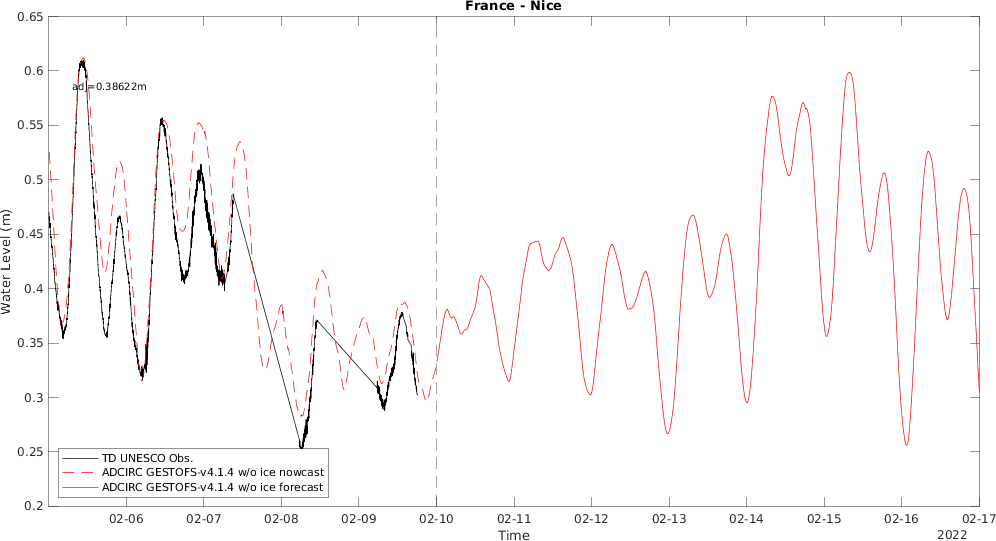 France - Nice
Water Level (m)
0.65
0.6
0.55
0.5
0.45
0.4
0.35
0.3
0.25
0.2
adj=0.38622m
TD UNESCO Obs.
ADCIRC GESTOFS-v4.1.4 w/o ice nowcast
ADCIRC GESTOFS-v4.1.4 w/o ice forecast
02-06 02-07 02-08 02-09 02-10 02-11 02-12 02-13 02-14 02-15 02-16 02-17
Time
2022